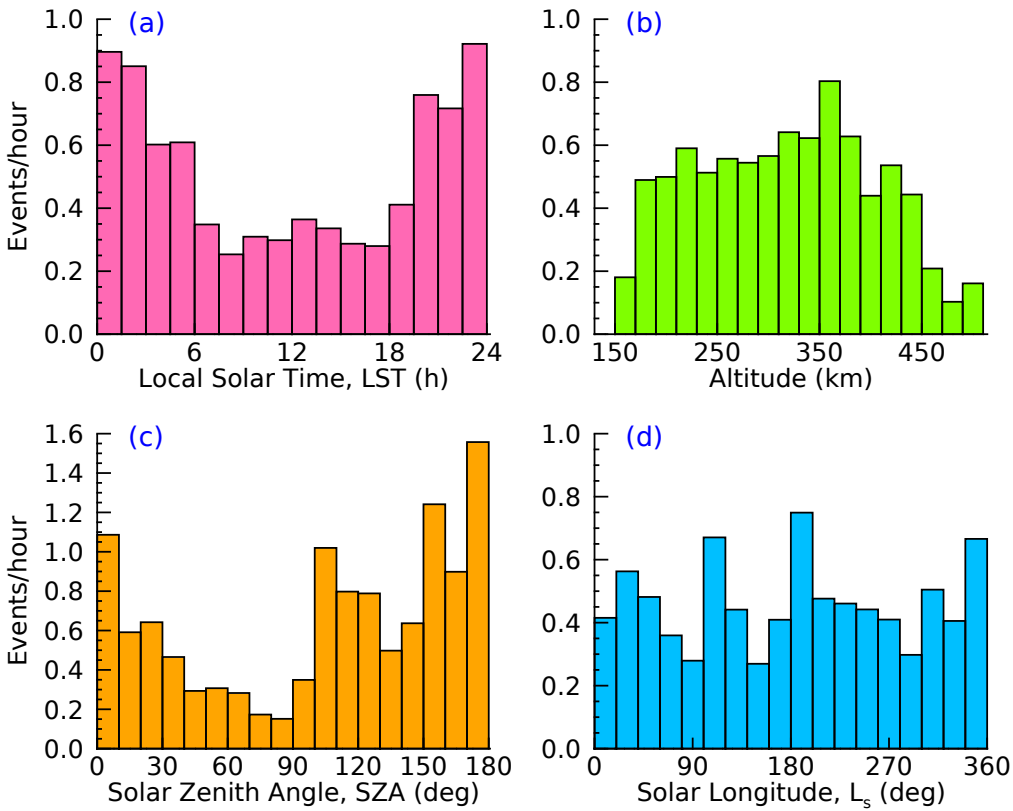 (a)
Events/hour
1.0
0.8
0.6
0.4
0.2
0.0
0 6 12 18 24
Local Solar Time, LST (h)
(b)
1.0
0.8
0.6
0.4
0.2
0.0
150 250 350 450
Altitude (km)
(c)
Events/hour
1.6
1.4
1.2
1.0
0.8
0.6
0.4
0.2
0.0
0 30 60 90 120 150 180
Solar Zenith Angle, SZA (deg)
(d)
1.0
0.8
0.6
0.4
0.2
0.0
0 90 180 270 360
Solar Longitude, Ls (deg)